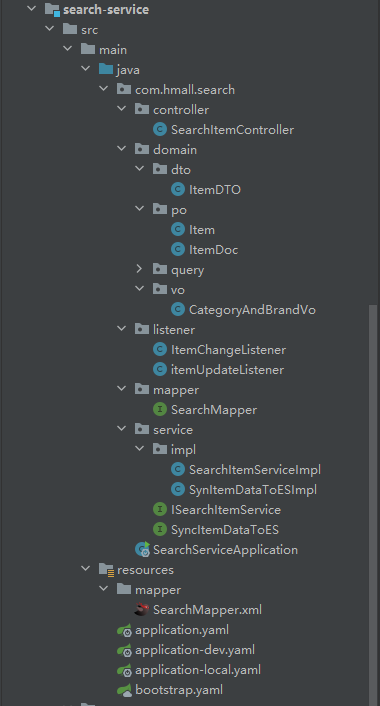 search-service
src
main
java
com.hmall.search
controller
SearchItemController
domain
dto
ItemDTO
po
Item
ItemDoc
query
vo
CategoryAndBrandVo
listener
ItemChangeListener
itemUpdateListener
mapper
SearchMapper
service
impl
SearchItemServiceImpl
SynItemDataToESImpl
ISearchItemService
SyncItemDataToES
SearchServiceApplication
resources
mapper
SearchMapper.xml
application.yaml
application-dev.yaml
application-local.yaml
bootstrap.yaml